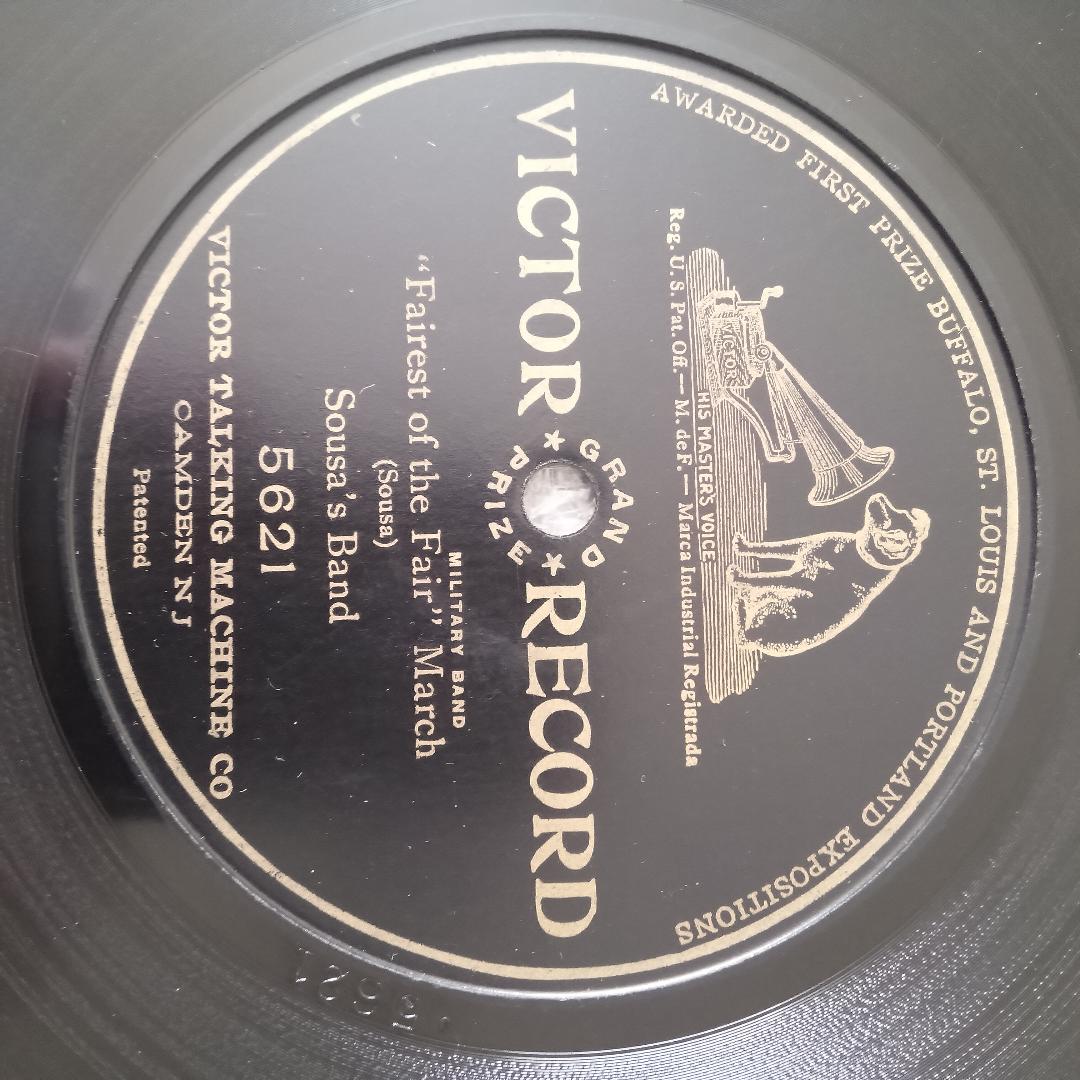 AWARDED FIRST PRIZE BUFFALO, ST. LOUIS AND PORTLAND EXPOSITIONS
VICTOR
HIS MASTER'S VOICE
Reg. U. S. Pat. Off. — M. de F. — Marca Industrial Registrada
GRAND
VICTOR ★ ★ RECORD
PRIZE
MILITARY BAND
“Fairest of the Fair” March
(Sousa)
Sousa's Band
5621
VICTOR TALKING MACHINE CO
CAMDEN N J
Patented
5621